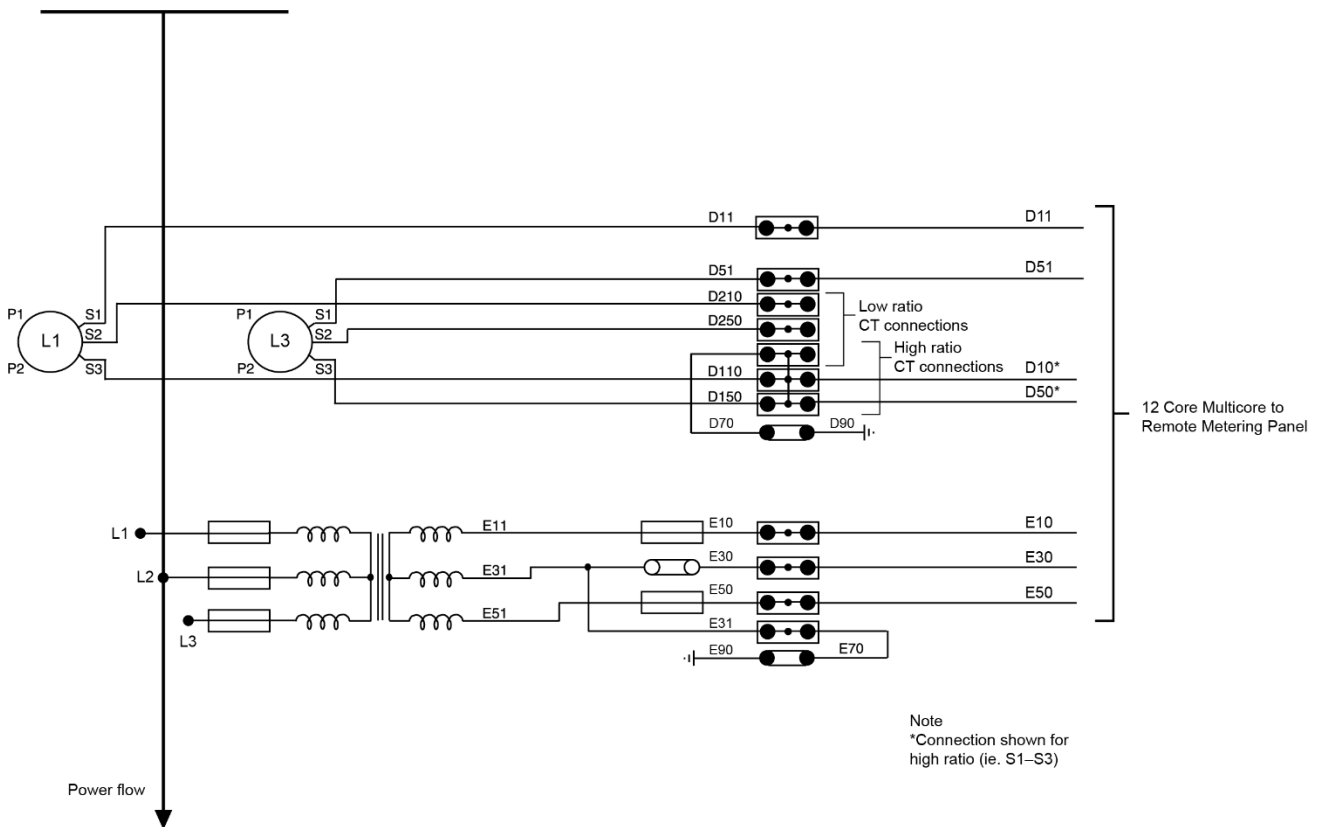 D11 D11
D51 D51
D210
P1 S1 P1 S1
Low ratio
CT connections
D250
L1 S2 L3 S2
High ratio
CT connections
P2 S3 P2 S3
D110 D10*
D150 D50*
D70 D90
12 Core Multicore to
Remote Metering Panel
L1 E11 E10 E10
L2 E31 E30 E30
L3 E51 E50 E50
E31
E90 E70
Note
*Connection shown for
high ratio (ie. S1–S3)
Power flow